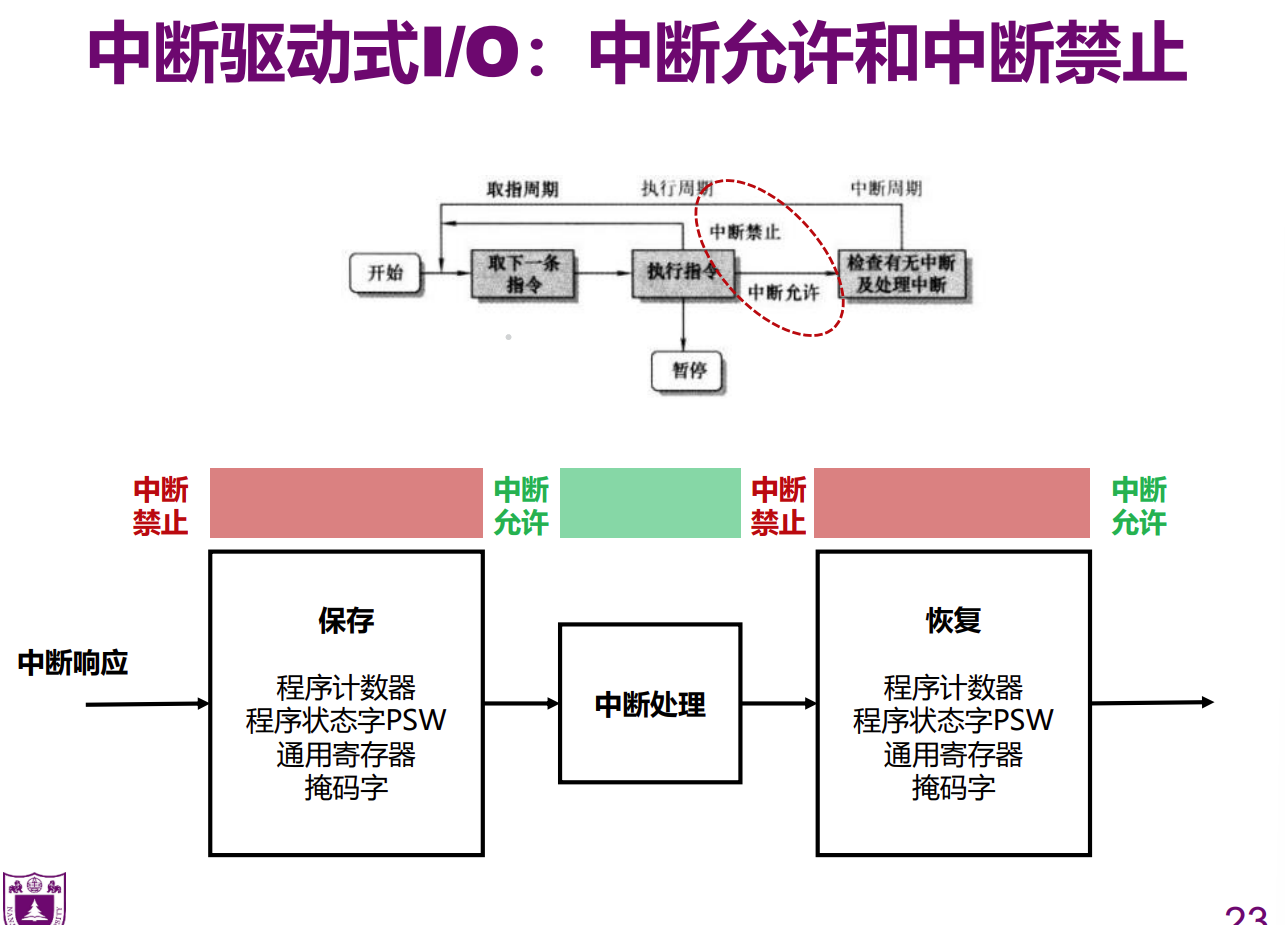 中断驱动式I/O：中断允许和中断禁止
取指周期
执行周期
中断周期
中断禁止
开始
取下一条
指令
执行指令
检查有无中断
及处理中断
中断允许
暂停
中断
禁止
中断
允许
中断
禁止
中断
允许
中断响应
保存
程序计数器
程序状态字PSW
通用寄存器
掩码字
中断处理
恢复
程序计数器
程序状态字PSW
通用寄存器
掩码字
23